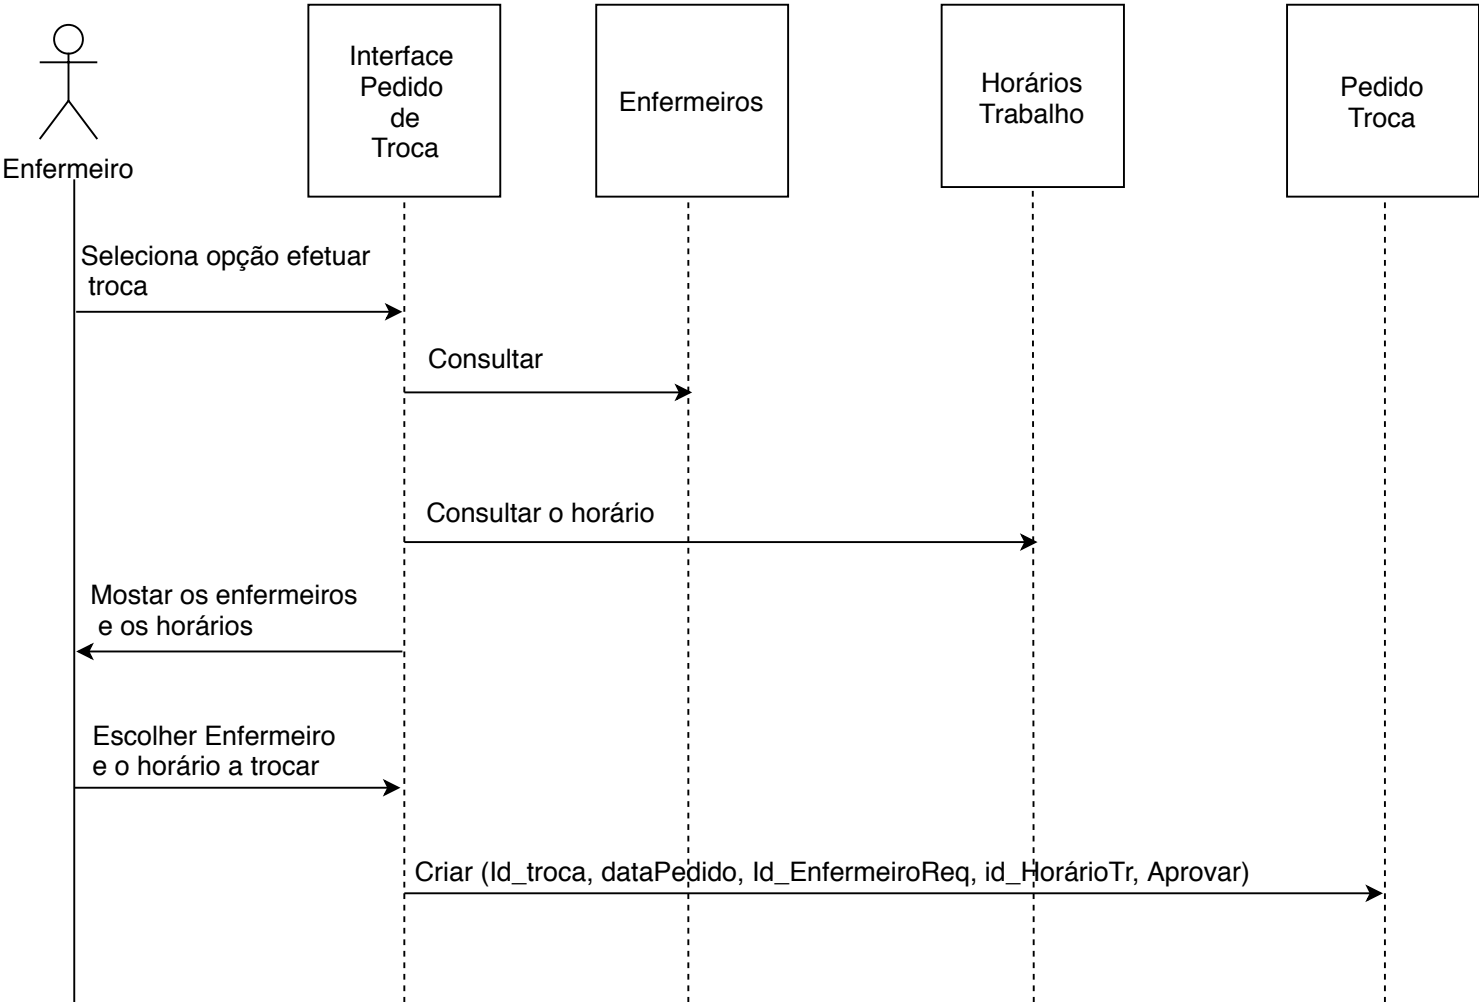 Enfermeiro
Interface
Pedido
de
Troca
Enfermeiros
Horários
Trabalho
Pedido
Troca
Seleciona opção efetuar
troca
Consultar
Consultar o horário
Mostar os enfermeiros
e os horários
Escolher Enfermeiro
e o horário a trocar
Criar (Id_troca, dataPedido, Id_EnfermeiroReq, id_HorárioTr, Aprovar)